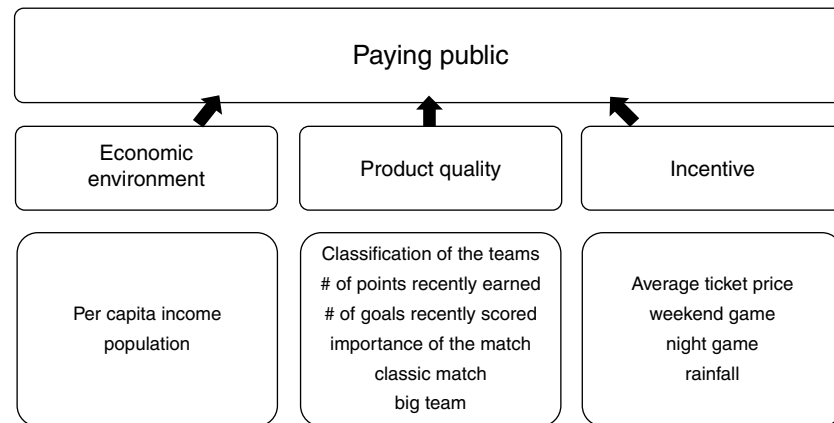 Paying public
Economic
environment
Product quality
Incentive
Per capita income
population
Classification of the teams
# of points recently earned
# of goals recently scored
importance of the match
classic match
big team
Average ticket price
weekend game
night game
rainfall